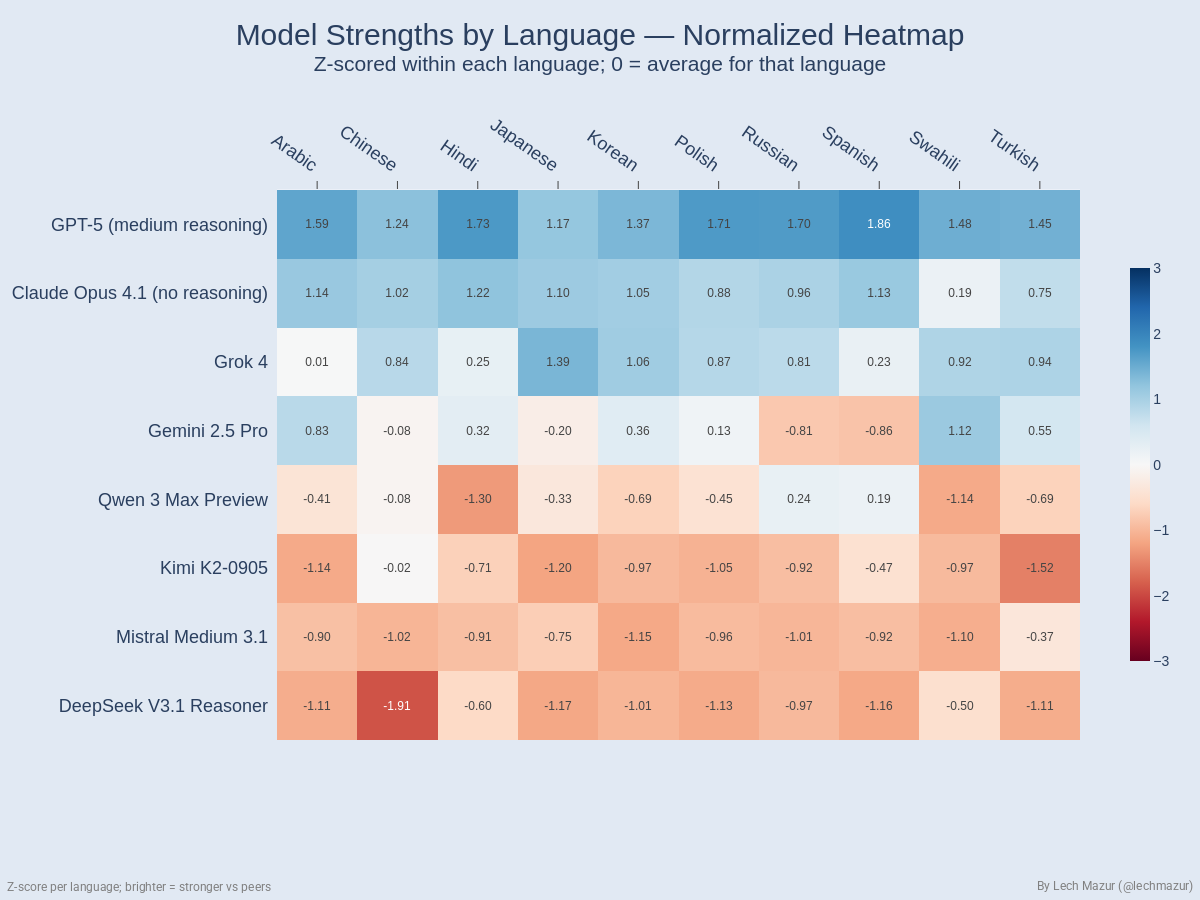 Model Strengths by Language — Normalized Heatmap
Z-scored within each language; 0 = average for that language
Arabic Chinese Hindi Japanese Korean Polish Russian Spanish Swahili Turkish
GPT-5 (medium reasoning) 1.59 1.24 1.73 1.17 1.37 1.71 1.70 1.86 1.48 1.45
Claude Opus 4.1 (no reasoning) 1.14 1.02 1.22 1.10 1.05 0.88 0.96 1.13 0.19 0.75
Grok 4 0.01 0.84 0.25 1.39 1.06 0.87 0.81 0.23 0.92 0.94
Gemini 2.5 Pro 0.83 -0.08 0.32 -0.20 0.36 0.13 -0.81 -0.86 1.12 0.55
Qwen 3 Max Preview -0.41 -0.08 -1.30 -0.33 -0.69 -0.45 0.24 0.19 -1.14 -0.69
Kimi K2-0905 -1.14 -0.02 -0.71 -1.20 -0.97 -1.05 -0.92 -0.47 -0.97 -1.52
Mistral Medium 3.1 -0.90 -1.02 -0.91 -0.75 -1.15 -0.96 -1.01 -0.92 -1.10 -0.37
DeepSeek V3.1 Reasoner -1.11 -1.91 -0.60 -1.17 -1.01 -1.13 -0.97 -1.16 -0.50 -1.11
3
2
1
0
−1
−2
−3
Z-score per language; brighter = stronger vs peers
By Lech Mazur (@lechmazur)